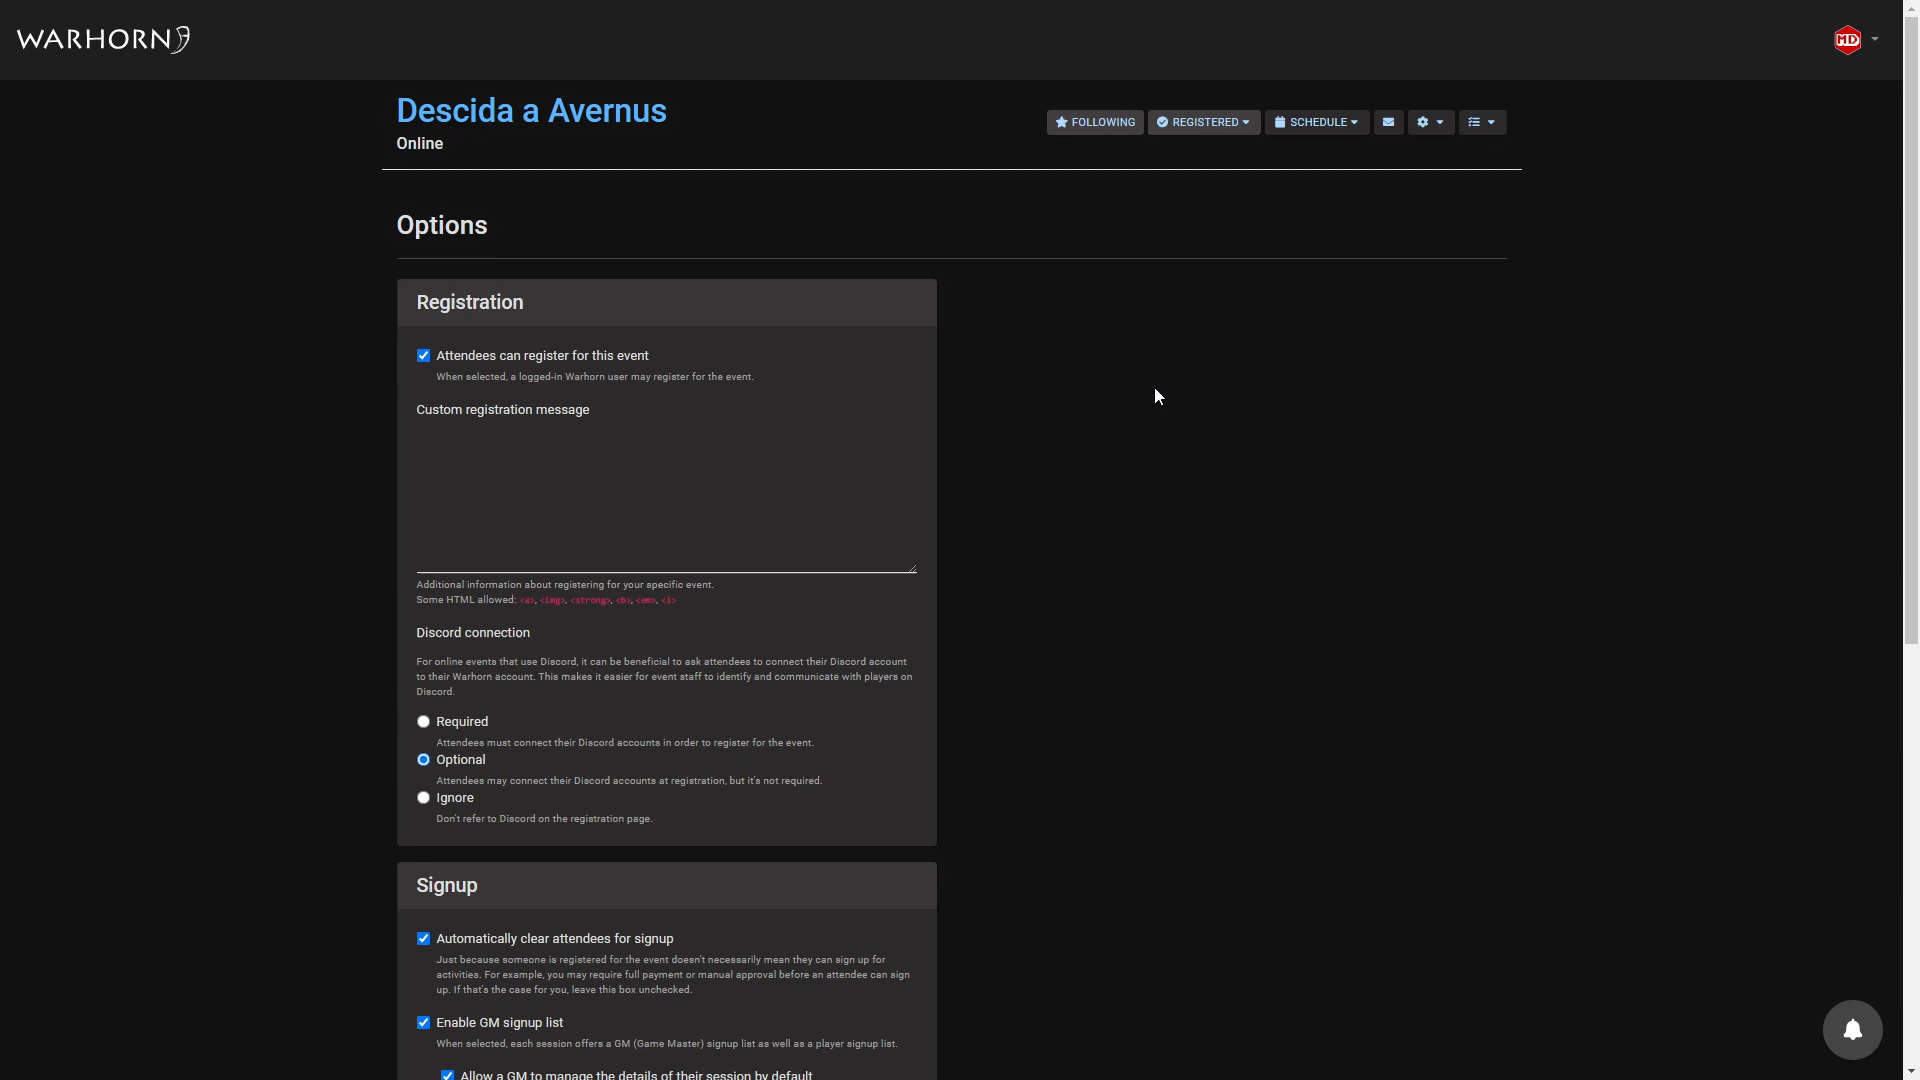 WARHORN
MD
Descida a Avernus
Online
FOLLOWING
REGISTERED
SCHEDULE
Options
Registration
Attendees can register for this event
When selected, a logged-in Warhorn user may register for the event.
Custom registration message
Additional information about registering for your specific event.
Some HTML allowed: <a>, <img>, <strong>, <b>, <em>, <i>
Discord connection
For online events that use Discord, it can be beneficial to ask attendees to connect their Discord account
to their Warhorn account. This makes it easier for event staff to identify and communicate with players on
Discord.
Required
Attendees must connect their Discord accounts in order to register for the event.
Optional
Attendees may connect their Discord accounts at registration, but it's not required.
Ignore
Don't refer to Discord on the registration page.
Signup
Automatically clear attendees for signup
Just because someone is registered for the event doesn't necessarily mean they can sign up for
activities. For example, you may require full payment or manual approval before an attendee can sign
up. If that's the case for you, leave this box unchecked.
Enable GM signup list
When selected, each session offers a GM (Game Master) signup list as well as a player signup list.
Allow a GM to manage the details of their session by default